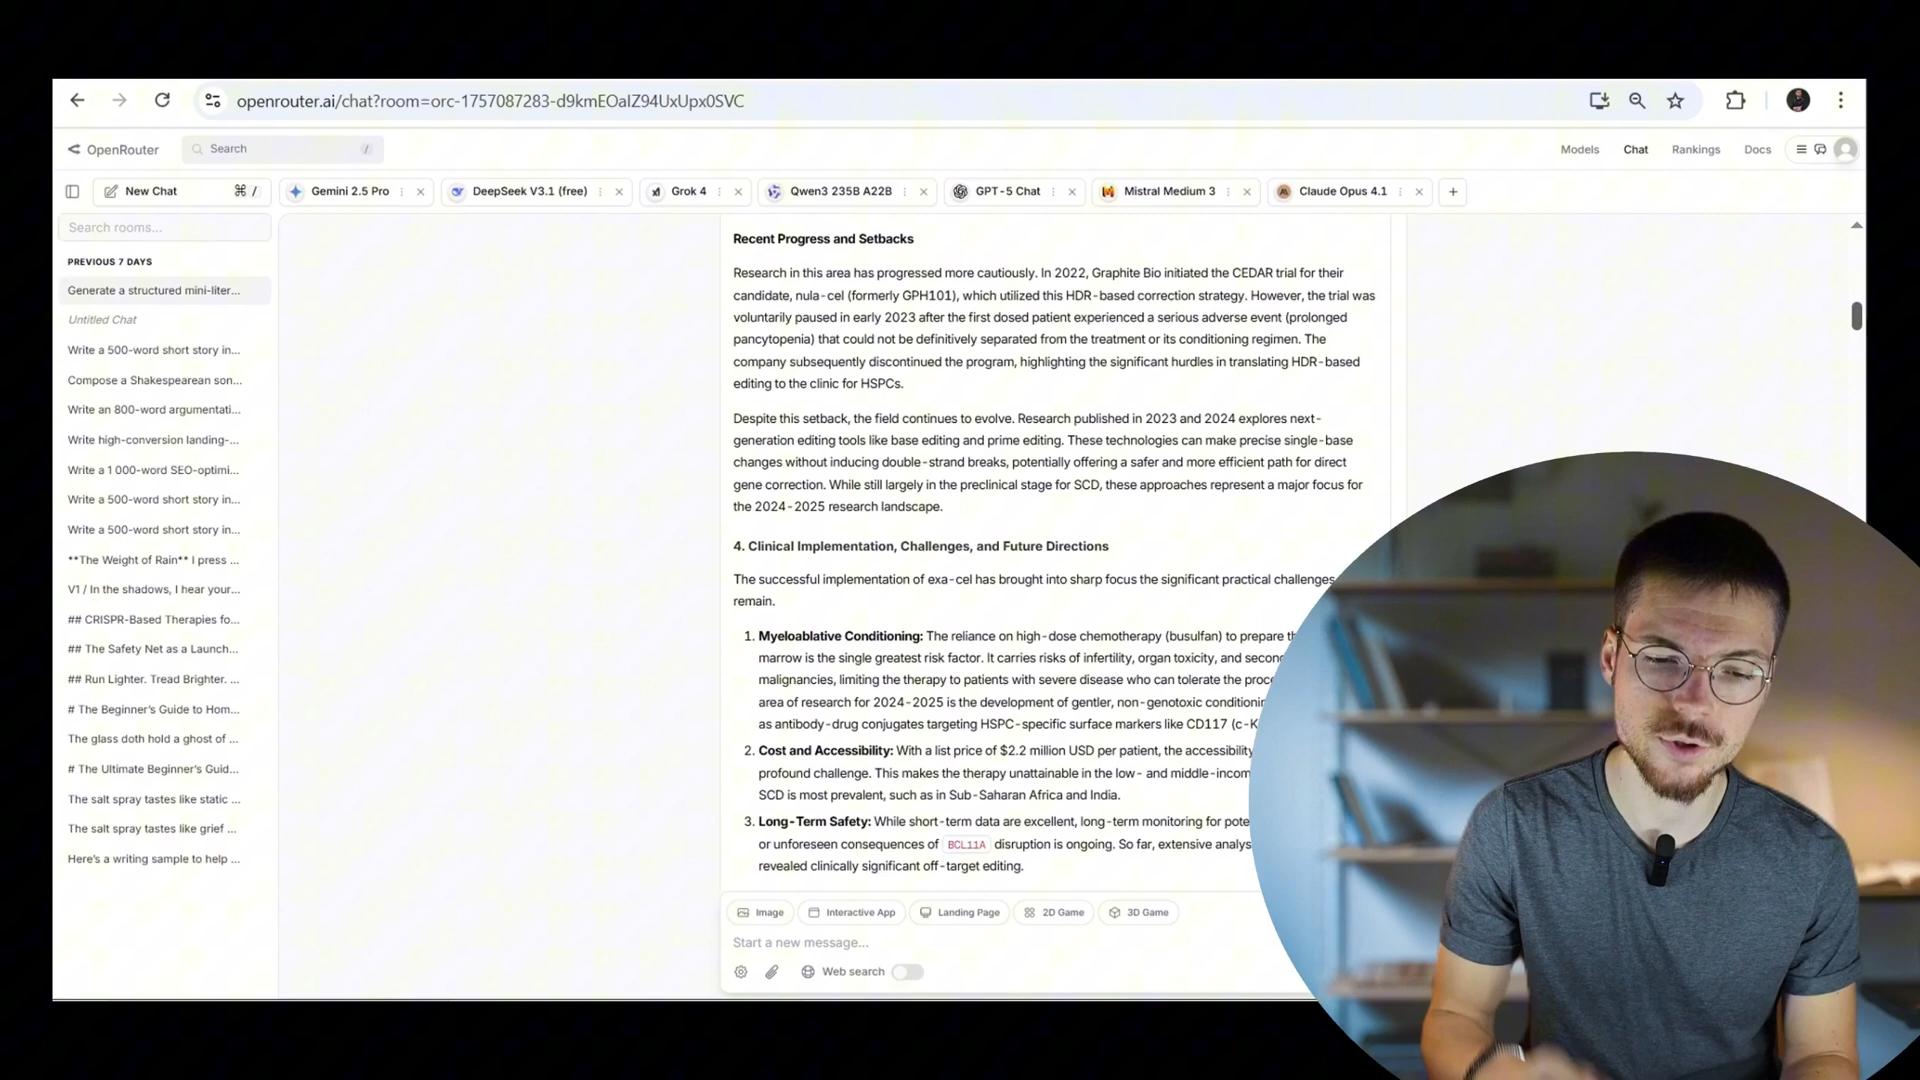 openrouter.ai/chat?room=orc-1757087283-d9kmEOaIZ94UxUpx0SVC
OpenRouter
Search /
Models Chat Rankings Docs
New Chat ⌘ /
Gemini 2.5 Pro
DeepSeek V3.1 (free)
Grok 4
Qwen3 235B A22B
GPT-5 Chat
Mistral Medium 3
Claude Opus 4.1
Search rooms...
PREVIOUS 7 DAYS
Generate a structured mini-liter...
Untitled Chat
Write a 500-word short story in...
Compose a Shakespearean son...
Write an 800-word argumentati...
Write high-conversion landing-...
Write a 1 000-word SEO-optimi...
Write a 500-word short story in...
Write a 500-word short story in...
**The Weight of Rain** I press ...
V1 / In the shadows, I hear your...
## CRISPR-Based Therapies fo...
## The Safety Net as a Launch...
## Run Lighter. Tread Brighter. ...
# The Beginner's Guide to Hom...
The glass doth hold a ghost of ...
# The Ultimate Beginner's Guid...
The salt spray tastes like static ...
The salt spray tastes like grief ...
Here's a writing sample to help ...
Recent Progress and Setbacks
Research in this area has progressed more cautiously. In 2022, Graphite Bio initiated the CEDAR trial for their
candidate, nula-cel (formerly GPH101), which utilized this HDR-based correction strategy. However, the trial was
voluntarily paused in early 2023 after the first dosed patient experienced a serious adverse event (prolonged
pancytopenia) that could not be definitively separated from the treatment or its conditioning regimen. The
company subsequently discontinued the program, highlighting the significant hurdles in translating HDR-based
editing to the clinic for HSPCs.
Despite this setback, the field continues to evolve. Research published in 2023 and 2024 explores next-
generation editing tools like base editing and prime editing. These technologies can make precise single-base
changes without inducing double-strand breaks, potentially offering a safer and more efficient path for direct
gene correction. While still largely in the preclinical stage for SCD, these approaches represent a major focus for
the 2024-2025 research landscape.
4. Clinical Implementation, Challenges, and Future Directions
The successful implementation of exa-cel has brought into sharp focus the significant practical challenges
remain.
1. Myeloablative Conditioning: The reliance on high-dose chemotherapy (busulfan) to prepare
marrow is the single greatest risk factor. It carries risks of infertility, organ toxicity, and
malignancies, limiting the therapy to patients with severe disease who can tolerate the
area of research for 2024-2025 is the development of gentler, non-genotoxic
as antibody-drug conjugates targeting HSPC-specific surface markers like CD117
2. Cost and Accessibility: With a list price of $2.2 million USD per patient, the accessibility
profound challenge. This makes the therapy unattainable in the low- and
SCD is most prevalent, such as in Sub-Saharan Africa and India.
3. Long-Term Safety: While short-term data are excellent, long-term monitoring for
or unforeseen consequences of BCL11A disruption is ongoing. So far, extensive
revealed clinically significant off-target editing.
Image
Interactive App
Landing Page
2D Game
3D Game
Start a new message...
Web search